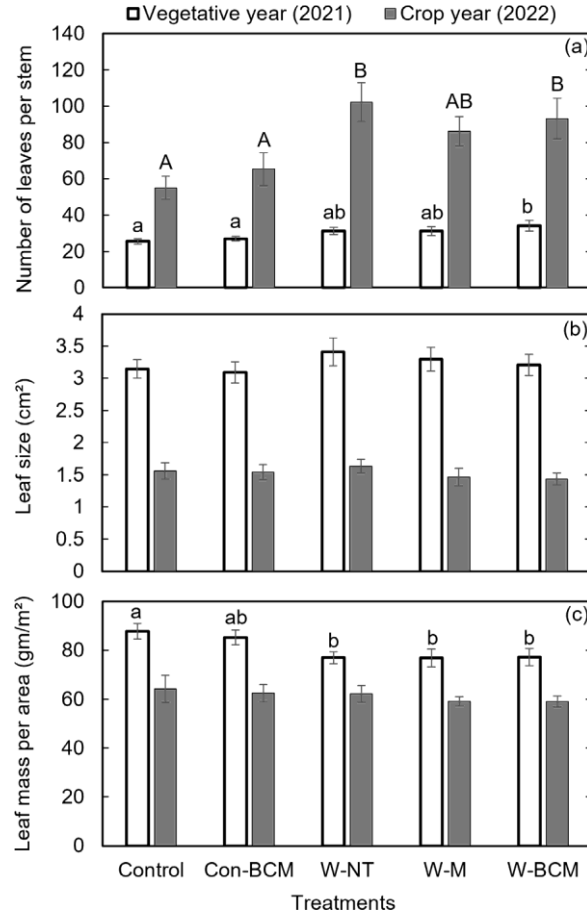 Vegetative year (2021) Crop year (2022)
(a)
Number of leaves per stem
140
120
100
80
60
40
20
0
a A a A ab B ab AB b B
(b)
Leaf size (cm²)
4
3.5
3
2.5
2
1.5
1
0.5
0
(c)
Leaf mass per area (gm/m²)
100
80
60
40
20
0
a ab b b b
Control Con-BCM W-NT W-M W-BCM
Treatments